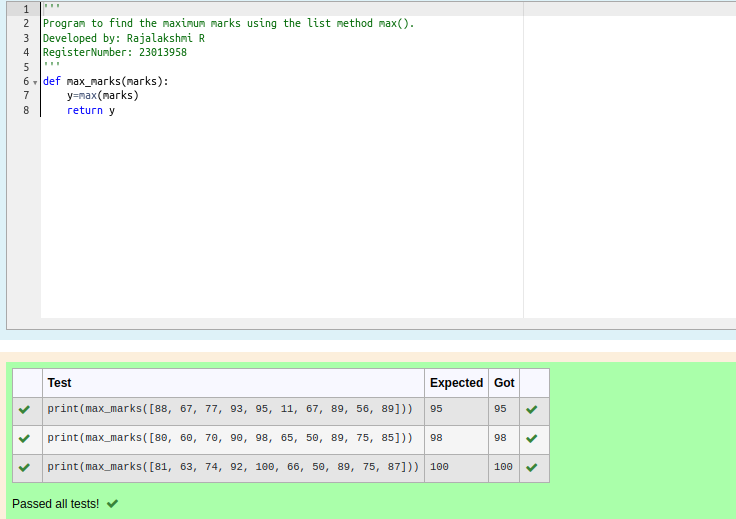 1 '''
2 Program to find the maximum marks using the list method max().
3 Developed by: Rajalakshmi R
4 RegisterNumber: 23013958
5 '''
6 def max_marks(marks):
7     y=max(marks)
8     return y
Test Expected Got
print(max_marks([88, 67, 77, 93, 95, 11, 67, 89, 56, 89])) 95 95
print(max_marks([80, 60, 70, 90, 98, 65, 50, 89, 75, 85])) 98 98
print(max_marks([81, 63, 74, 92, 100, 66, 50, 89, 75, 87])) 100 100
Passed all tests!